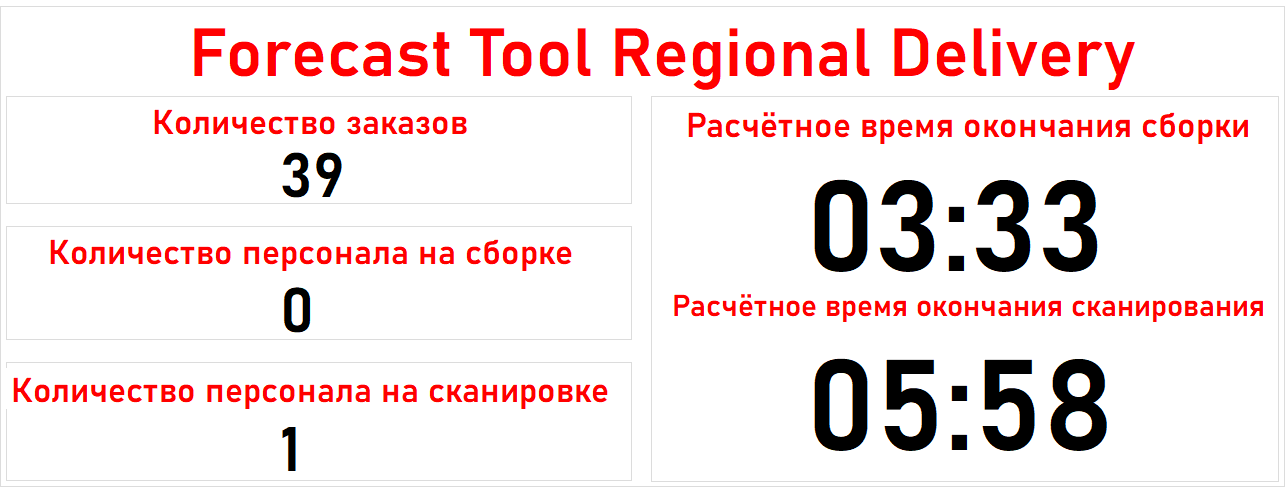 Forecast Tool Regional Delivery
Количество заказов
39
Количество персонала на сборке
0
Количество персонала на сканировке
1
Расчётное время окончания сборки
03:33
Расчётное время окончания сканирования
05:58